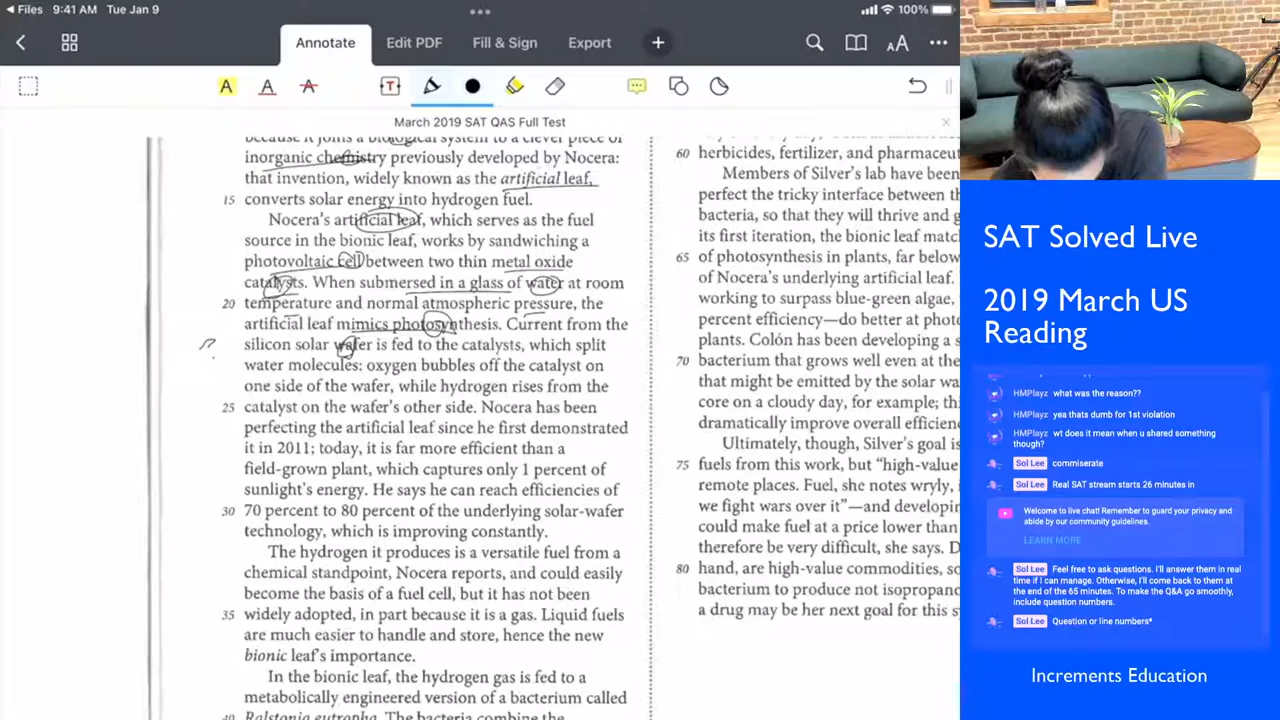 Files 9:41 AM Tue Jan 9
100%
Annotate
Edit PDF
Fill & Sign
Export
March 2019 SAT QAS Full Test
because it joins a biological system to a clever piece of
inorganic chemistry previously developed by Nocera:
that invention, widely known as the artificial leaf,
15 converts solar energy into hydrogen fuel.
Nocera's artificial leaf, which serves as the fuel
source in the bionic leaf, works by sandwiching a
photovoltaic cell between two thin metal oxide
catalysts. When submersed in a glass of water at room
20 temperature and normal atmospheric pressure, the
artificial leaf mimics photosynthesis. Current from the
silicon solar wafer is fed to the catalysts, which split
water molecules: oxygen bubbles off the catalyst on
one side of the wafer, while hydrogen rises from the
25 catalyst on the wafer's other side. Nocera has been
perfecting the artificial leaf since he first demonstrated
it in 2011; today, it is far more efficient than a
field-grown plant, which captures only 1 percent of
sunlight's energy. He says he can reach efficiencies of
30 70 percent to 80 percent of the underlying solar-wafer
technology, which is improving constantly.
The hydrogen it produces is a versatile fuel from a
chemical standpoint, Nocera reports, and could easily
become the basis of a fuel cell, but it has not been
35 widely adopted, in part because it is a gas. Liquid fuels
are much easier to handle and store, hence the new
bionic leaf's importance.
In the bionic leaf, the hydrogen gas is fed to a
metabolically engineered version of a bacterium called
40 Ralstonia eutropha. The bacteria combine the
60 herbicides, fertilizer, and pharmaceut
Members of Silver's lab have been
perfect the tricky interface between th
bacteria, so that they will thrive and g
its first iteration, the bionic leaf match
65 of photosynthesis in plants, far below
of Nocera's underlying artificial leaf.
working to surpass blue-green algae,
percent efficiency—do better at photo
plants. Colón has been developing a s
70 bacterium that grows well even at the
that might be emitted by the solar wa
core on a cloudy day, for example; thi
dramatically improve overall efficienc
Ultimately, though, Silver's goal is
75 fuels from this work, but "high-value
remote places. Fuel, she notes wryly, i
we fight wars over it"—and developin
could make fuel at a price lower than
therefore be very difficult, she says. D
80 hand, are high-value commodities, so
bacterium to produce not isopropano
a drug may be her next goal for this sy
SAT Solved Live
2019 March US
Reading
HMPlayz what was the reason??
HMPlayz yea thats dumb for 1st violation
HMPlayz wt does it mean when u shared something
though?
Sol Lee commiserate
Sol Lee Real SAT stream starts 26 minutes in
Welcome to live chat! Remember to guard your privacy and
abide by our community guidelines.
LEARN MORE
Sol Lee Feel free to ask questions. I'll answer them in real
time if I can manage. Otherwise, I'll come back to them at
the end of the 65 minutes. To make the Q&A go smoothly,
include question numbers.
Sol Lee Question or line numbers*
Increments Education